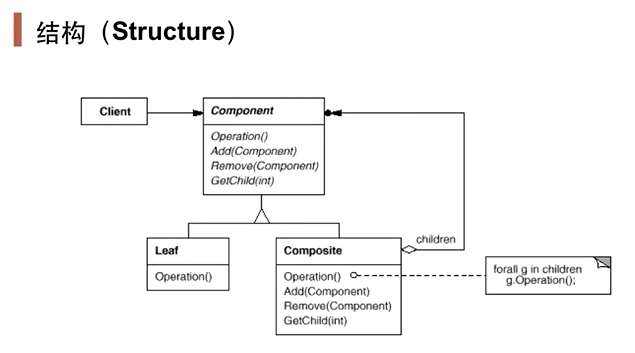 结构（Structure）
Client
Component
Operation()
Add(Component)
Remove(Component)
GetChild(int)
Leaf
Operation()
Composite
Operation()
Add(Component)
Remove(Component)
GetChild(int)
children
forall g in children
g.Operation();